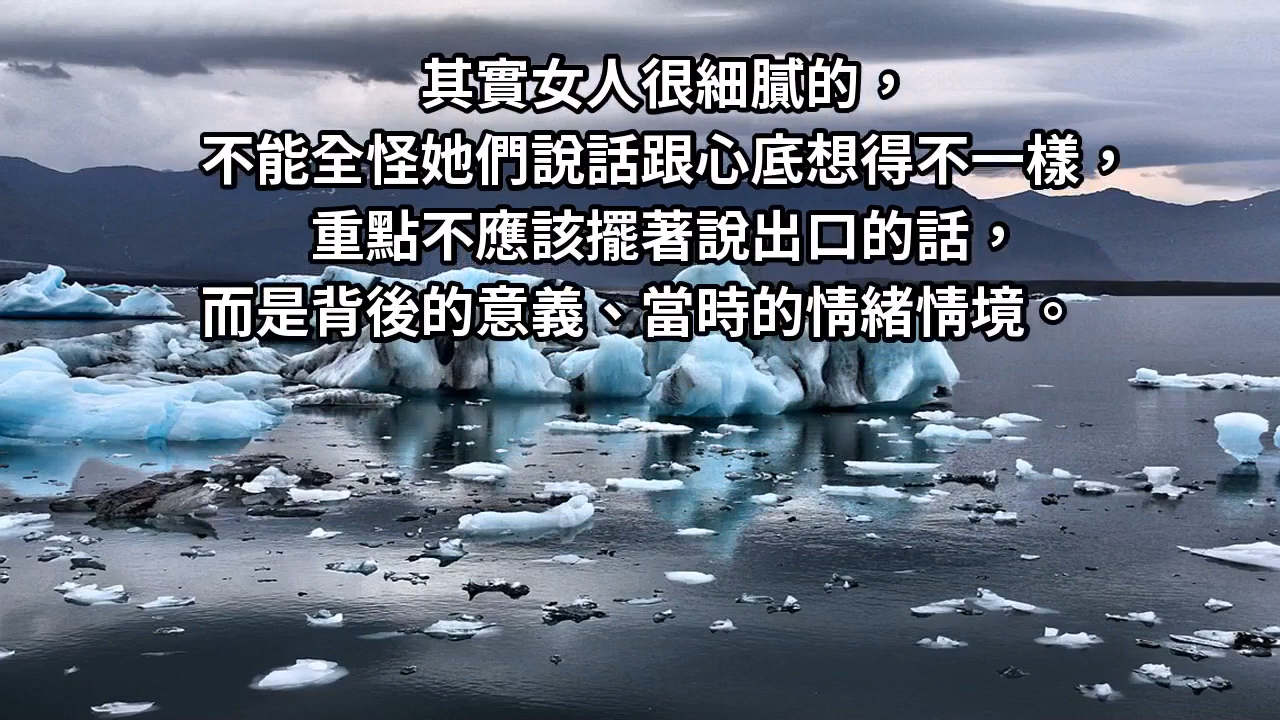 其實女人很細膩的，
不能全怪她們說話跟心底想得不一樣，
重點不應該擺著說出口的話，
而是背後的意義、當時的情緒情境。